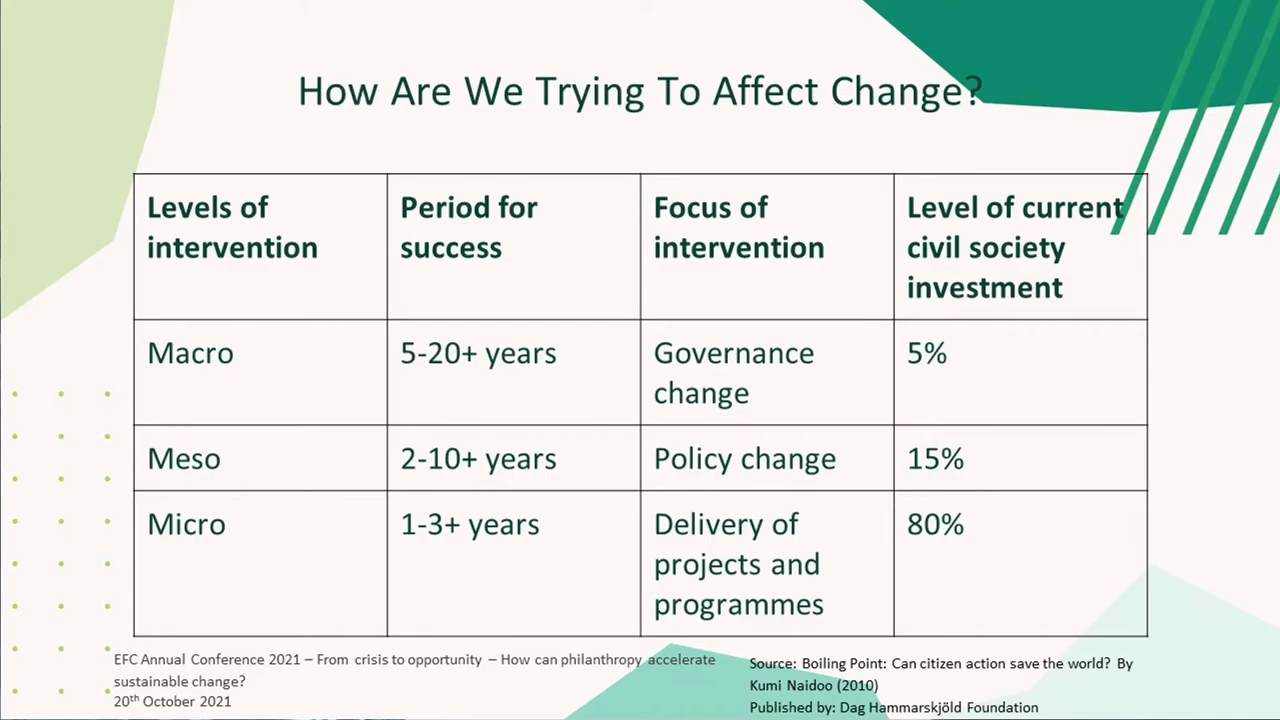 How Are We Trying To Affect Change?
Levels of
intervention
Period for
success
Focus of
intervention
Level of current
civil society
investment
Macro
5-20+ years
Governance
change
5%
Meso
2-10+ years
Policy change
15%
Micro
1-3+ years
Delivery of
projects and
programmes
80%
EFC Annual Conference 2021 – From crisis to opportunity – How can philanthropy accelerate
sustainable change?
20th October 2021
Source: Boiling Point: Can citizen action save the world? By
Kumi Naidoo (2010)
Published by: Dag Hammarskjöld Foundation